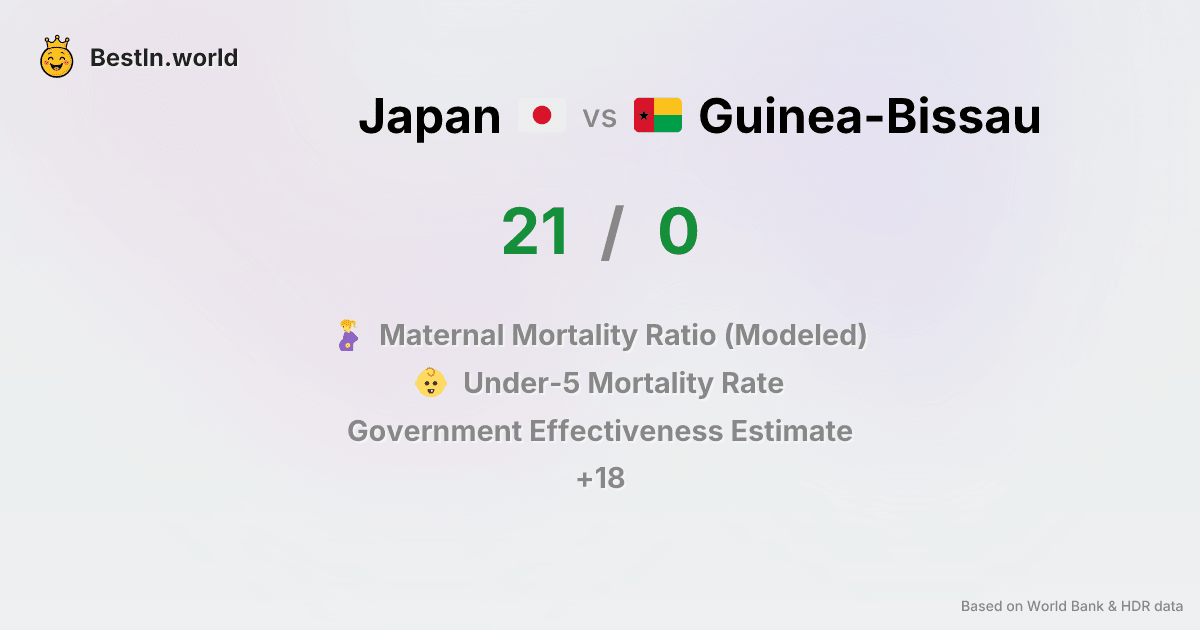 BestIn.world
Japan vs Guinea-Bissau
21 / 0
Maternal Mortality Ratio (Modeled)
Under-5 Mortality Rate
Government Effectiveness Estimate
+18
Based on World Bank & HDR data